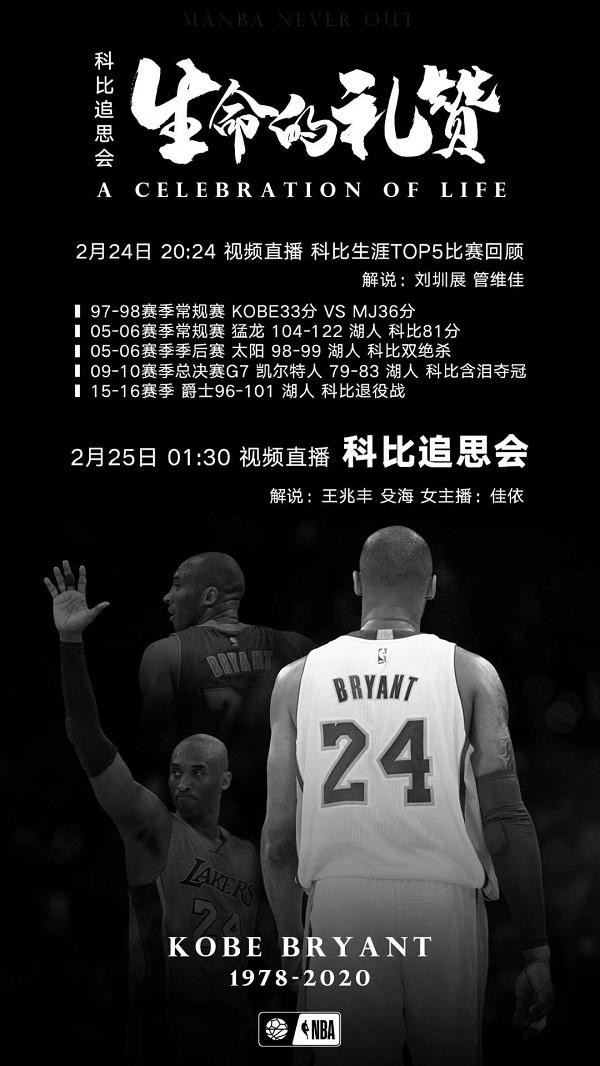 MANBA NEVER OUT
科比追思会
生命的礼赞
A CELEBRATION OF LIFE
2月24日 20:24 视频直播 科比生涯TOP5比赛回顾
解说：刘圳展 管维佳
97-98赛季常规赛 KOBE33分 VS MJ36分
05-06赛季常规赛 猛龙 104-122 湖人 科比81分
05-06赛季季后赛 太阳 98-99 湖人 科比双绝杀
09-10赛季总决赛G7 凯尔特人 79-83 湖人 科比含泪夺冠
15-16赛季 爵士96-101 湖人 科比退役战
2月25日 01:30 视频直播 科比追思会
解说：王兆丰 殳海 女主播：佳依
BRYANT
BRYANT
24
LAKERS
24
KOBE BRYANT
1978-2020
NBA